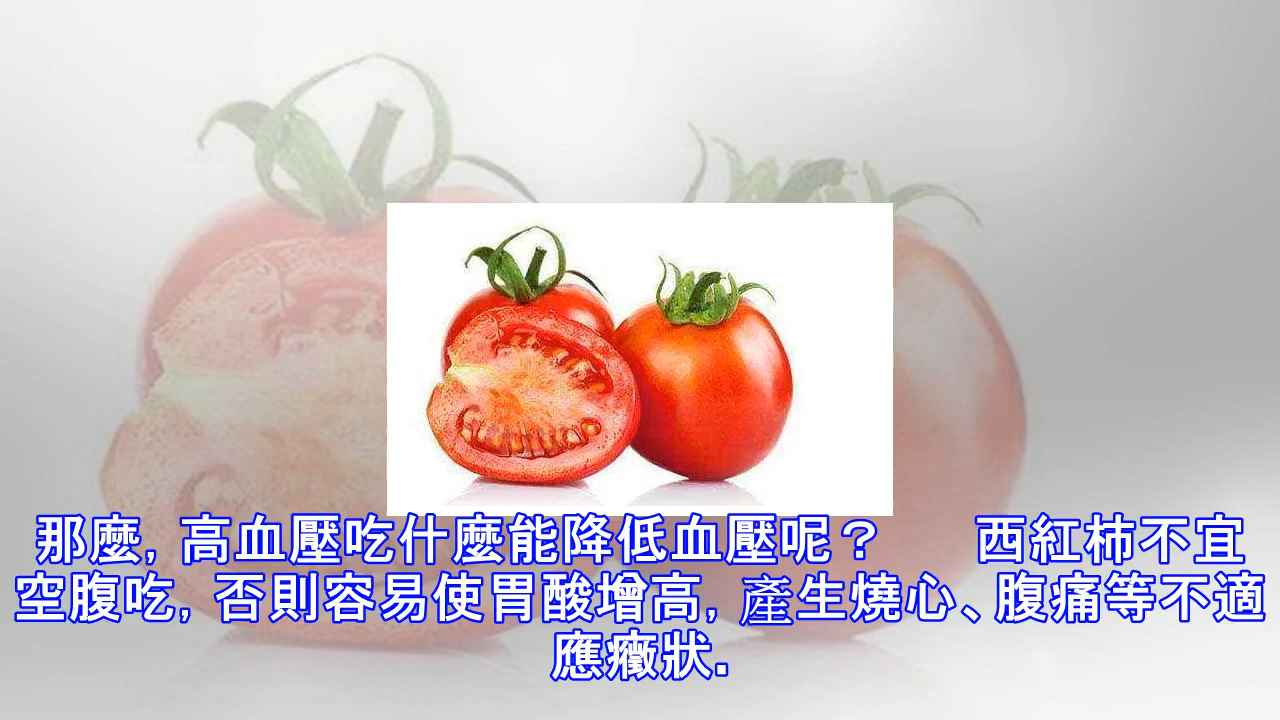 那麼, 高血壓吃什麼能降低血壓呢？　西紅柿不宜
空腹吃, 否則容易使胃酸增高, 產生燒心、腹痛等不適
應癥狀.